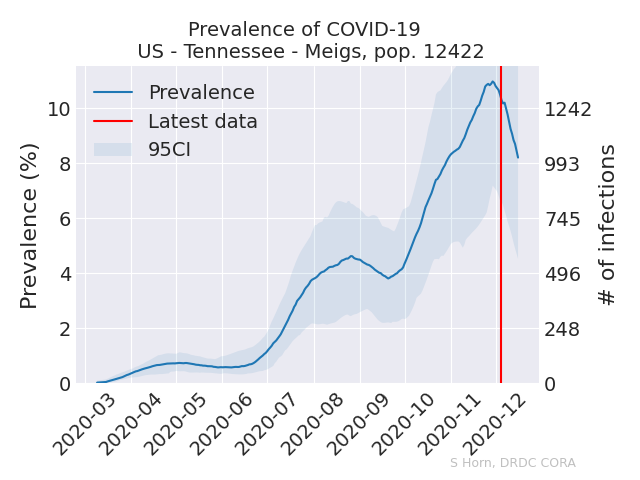 Prevalence of COVID-19
US - Tennessee - Meigs, pop. 12422
Prevalence
Latest data
95CI
Prevalence (%)
10
8
6
4
2
0
1242
993
745
496
248
0
# of infections
2020-03
2020-04
2020-05
2020-06
2020-07
2020-08
2020-09
2020-10
2020-11
2020-12
S Horn, DRDC CORA